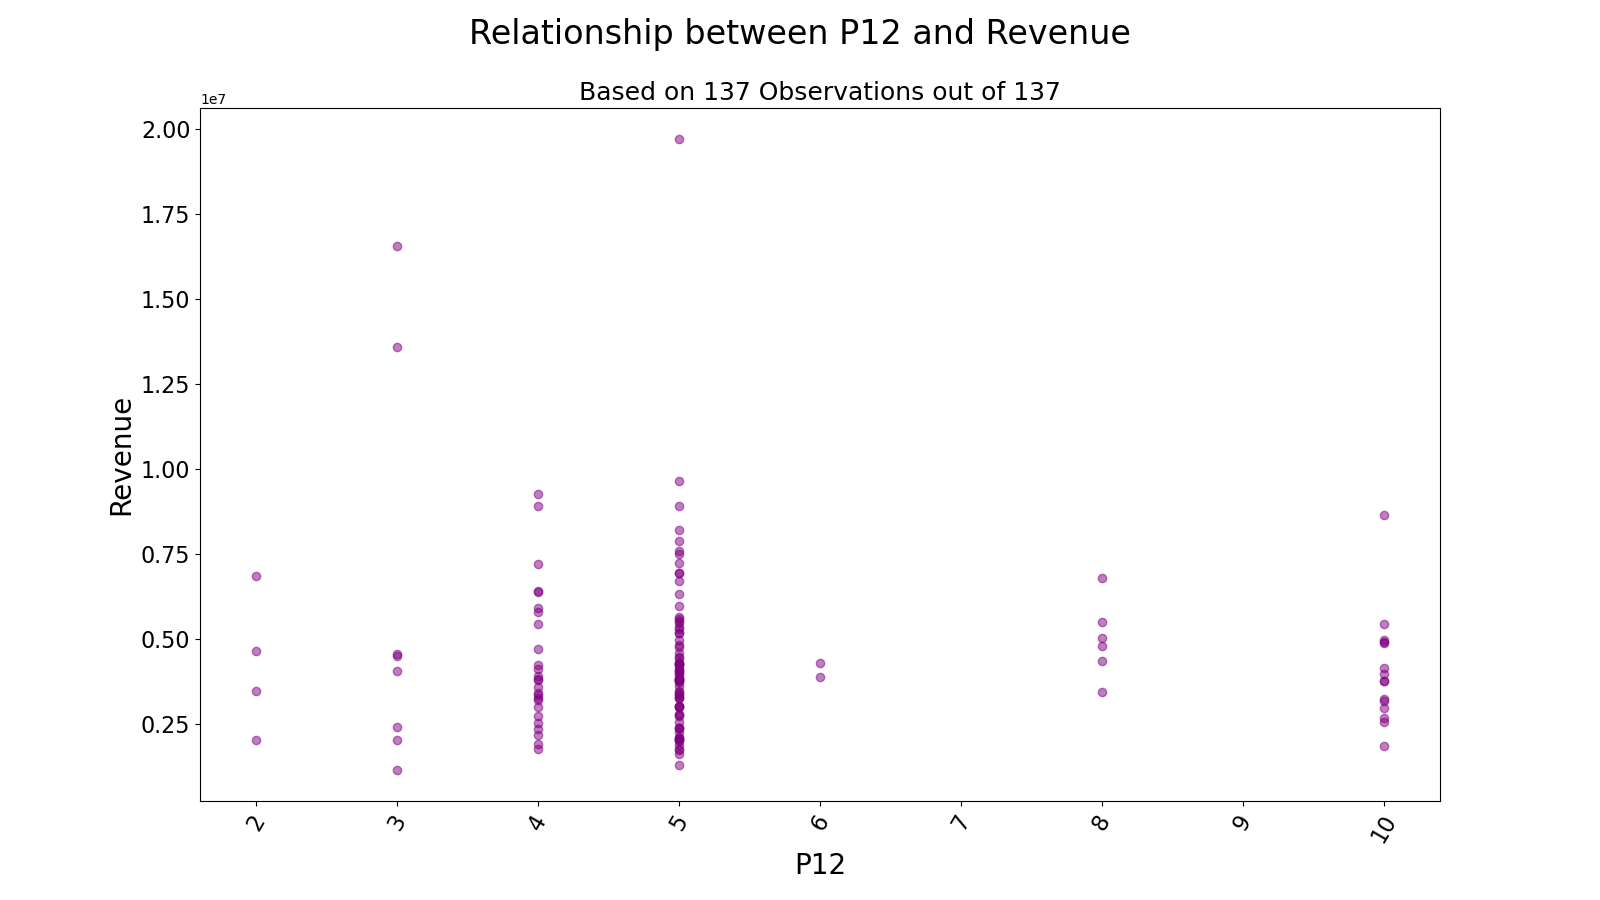 Relationship between P12 and Revenue
Based on 137 Observations out of 137
1e7
2.00
1.75
1.50
1.25
1.00
0.75
0.50
0.25
Revenue
2 3 4 5 6 7 8 9 10
P12